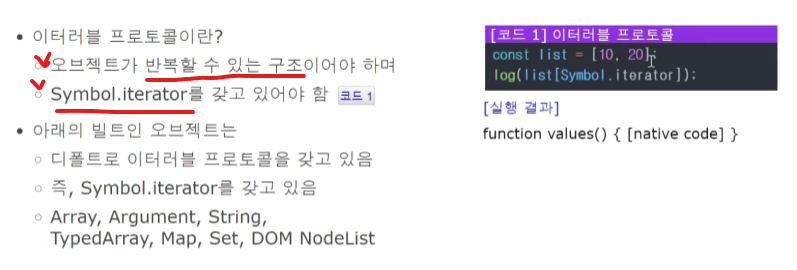 이터러블 프로토콜이란?
오브젝트가 반복할 수 있는 구조이어야 하며
Symbol.iterator를 갖고 있어야 함 코드 1
아래의 빌트인 오브젝트는
디폴트로 이터러블 프로토콜을 갖고 있음
즉, Symbol.iterator를 갖고 있음
Array, Argument, String,
TypedArray, Map, Set, DOM NodeList
[코드 1] 이터러블 프로토콜
const list = [10, 20];
log(list[Symbol.iterator]);
[실행 결과]
function values() { [native code] }